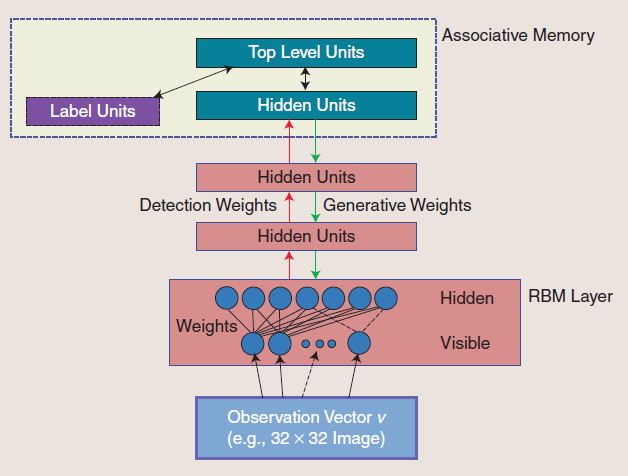 Associative Memory
Top Level Units
Label Units
Hidden Units
Hidden Units
Detection Weights
Generative Weights
Hidden Units
Hidden
RBM Layer
Weights
Visible
Observation Vector v
(e.g., 32 × 32 Image)